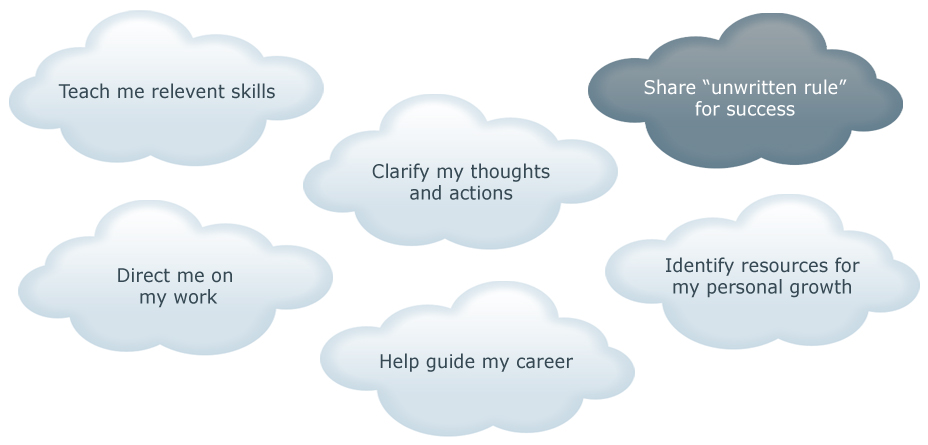 Teach me relevent skills
Share “unwritten rule”
for success
Clarify my thoughts
and actions
Direct me on
my work
Identify resources for
my personal growth
Help guide my career